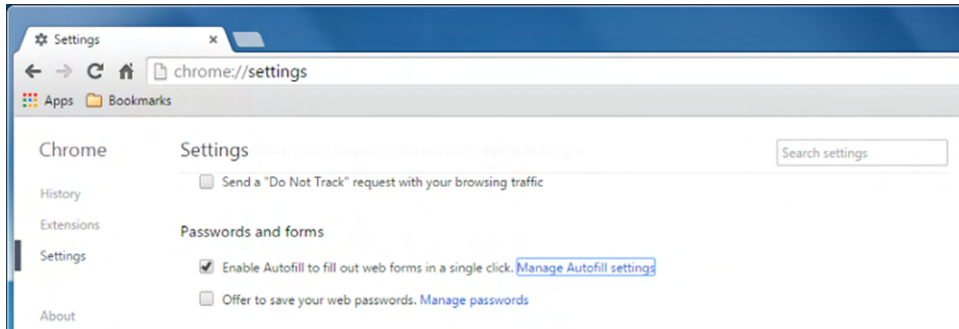 Settings
chrome://settings
Apps Bookmarks
Chrome
History
Extensions
Settings
About
Settings
Search settings
Send a "Do Not Track" request with your browsing traffic
Passwords and forms
Enable Autofill to fill out web forms in a single click. Manage Autofill settings
Offer to save your web passwords. Manage passwords